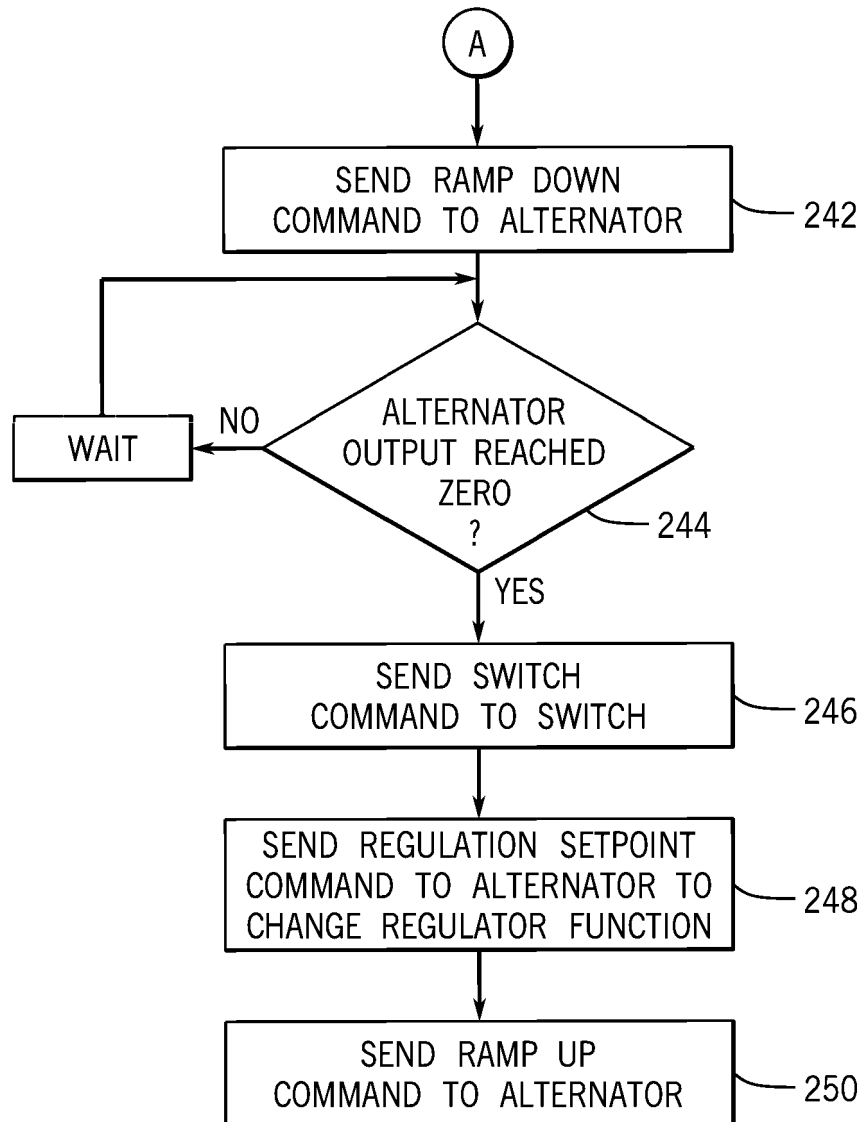 A
SEND RAMP DOWN
COMMAND TO ALTERNATOR
242
NO
WAIT
ALTERNATOR
OUTPUT REACHED
ZERO
?
244
YES
SEND SWITCH
COMMAND TO SWITCH
246
SEND REGULATION SETPOINT
COMMAND TO ALTERNATOR TO
CHANGE REGULATOR FUNCTION
248
SEND RAMP UP
COMMAND TO ALTERNATOR
250